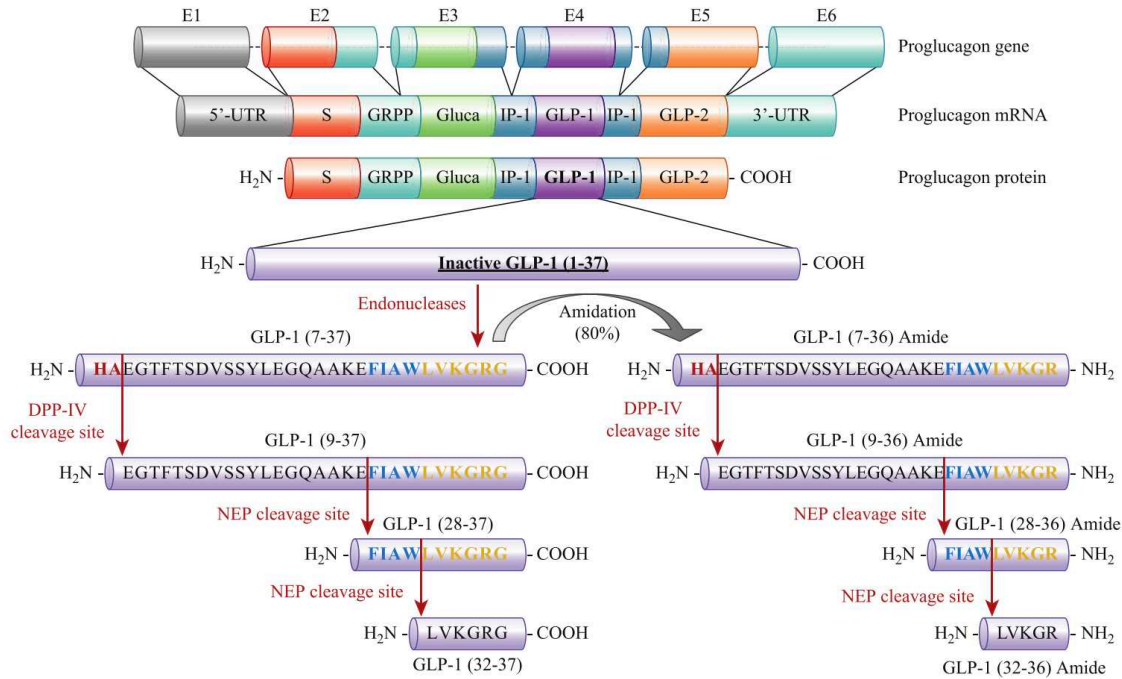 E1 E2 E3 E4 E5 E6
Proglucagon gene
5’-UTR S GRPP Gluca IP-1 GLP-1 IP-1 GLP-2 3’-UTR
Proglucagon mRNA
H₂N - S GRPP Gluca IP-1 GLP-1 IP-1 GLP-2 - COOH
Proglucagon protein
H₂N - Inactive GLP-1 (1-37) - COOH
Endonucleases
Amidation
(80%)
GLP-1 (7-37)
H₂N - HAEGTFTSDVSSYLEGQAAKEFIAWLVKGRG - COOH
DPP-IV
cleavage site
GLP-1 (9-37)
H₂N - EGTFTSDVSSYLEGQAAKEFIAWLVKGRG - COOH
NEP cleavage site
GLP-1 (28-37)
H₂N - FIAWLVKGRG - COOH
NEP cleavage site
H₂N - LVKGRG - COOH
GLP-1 (32-37)
GLP-1 (7-36) Amide
H₂N - HAEGTFTSDVSSYLEGQAAKEFIAWLVKGR - NH₂
DPP-IV
cleavage site
GLP-1 (9-36) Amide
H₂N - EGTFTSDVSSYLEGQAAKEFIAWLVKGR - NH₂
NEP cleavage site
GLP-1 (28-36) Amide
H₂N - FIAWLVKGR - NH₂
NEP cleavage site
H₂N - LVKGR - NH₂
GLP-1 (32-36) Amide